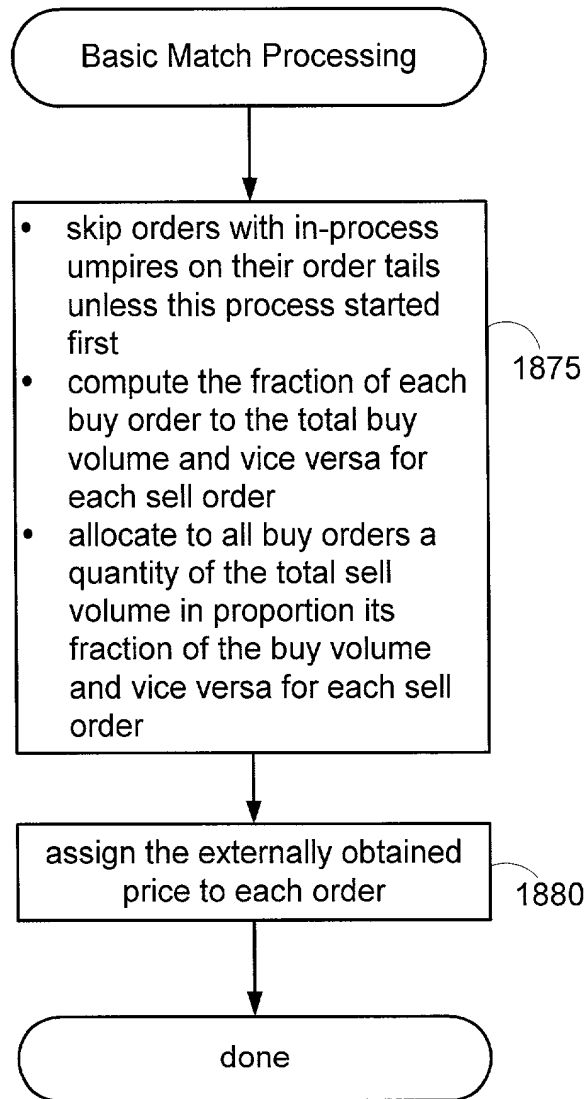 Basic Match Processing
• skip orders with in-process
umpires on their order tails
unless this process started
first
• compute the fraction of each
buy order to the total buy
volume and vice versa for
each sell order
• allocate to all buy orders a
quantity of the total sell
volume in proportion its
fraction of the buy volume
and vice versa for each sell
order
1875
assign the externally obtained
price to each order
1880
done